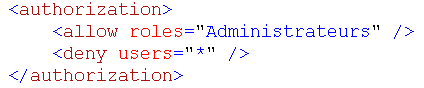 <authorization>
    <allow roles="Administrateurs" />
    <deny users="*" />
</authorization>